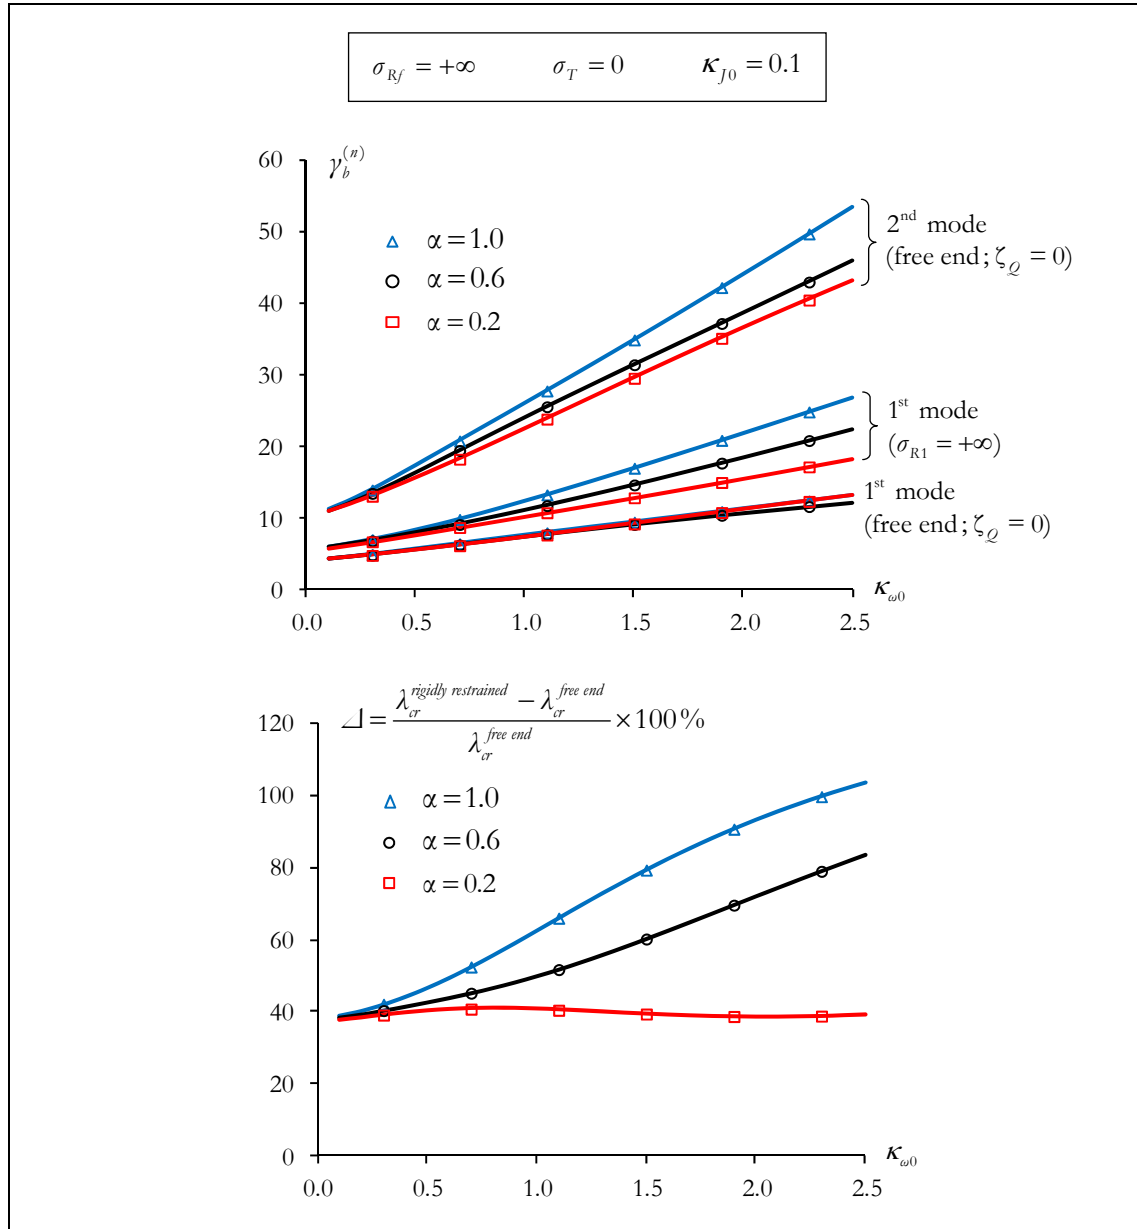 σ_Rf = +∞ σ_T = 0 κ_J0 = 0.1
γ_b^(n)
60
50
40
30
20
10
0
α = 1.0
α = 0.6
α = 0.2
2nd mode
(free end; ζ_Q = 0)
1st mode
(σ_R1 = +∞)
1st mode
(free end; ζ_Q = 0)
κ_ω0
0.0 0.5 1.0 1.5 2.0 2.5
⊿ = (λ_cr^rigidly restrained − λ_cr^free end) / λ_cr^free end × 100%
120
100
80
60
40
20
0
α = 1.0
α = 0.6
α = 0.2
κ_ω0
0.0 0.5 1.0 1.5 2.0 2.5